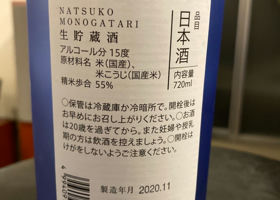 NATSUKO
MONOGATARI
生貯蔵酒
アルコール分 15度
原材料名 米(国産)、
米こうじ(国産米)
精米歩合 55%
品目
日本酒
内容量
720ml
○保管は冷蔵庫か冷暗所で。開栓後は
お早めにお召し上がりください。○お酒
は20歳を過ぎてから。また妊婦や授乳
期の方は飲酒を控えましょう。○開栓時
けがをしないようご注意ください。
製造年月 2020.11